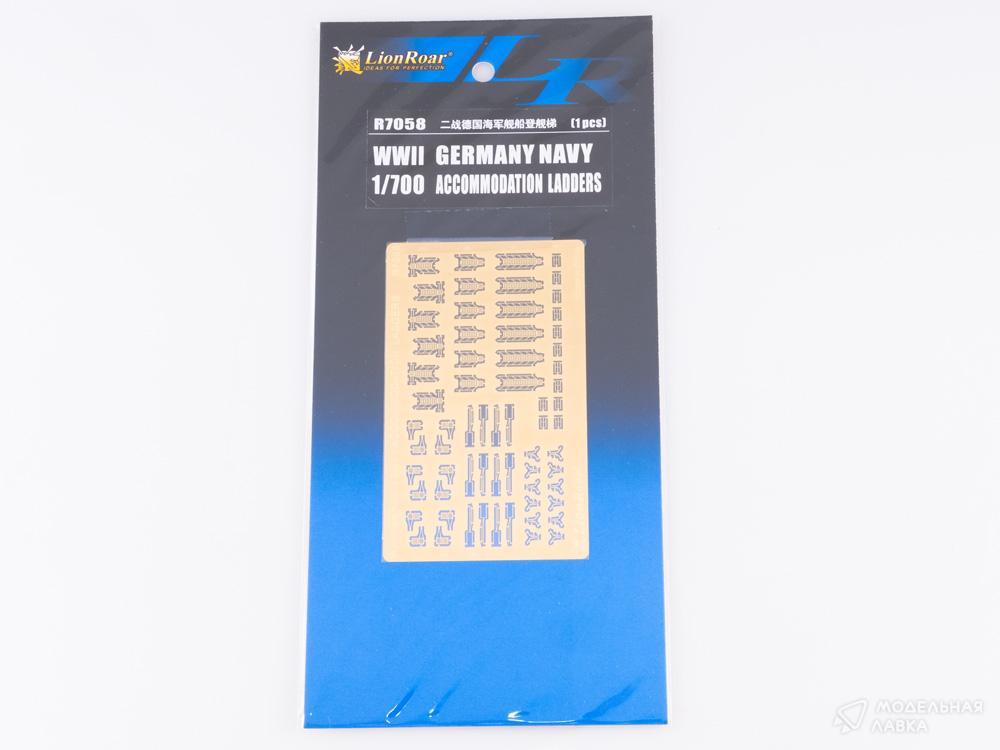 LionRoar®
IDEAS FOR PERFECTION
LR
R7058 二战德国海军舰船登舰梯 (1pcs)
WWII GERMANY NAVY
1/700 ACCOMMODATION LADDERS
МОДЕЛЬНАЯ
ЛАВКА